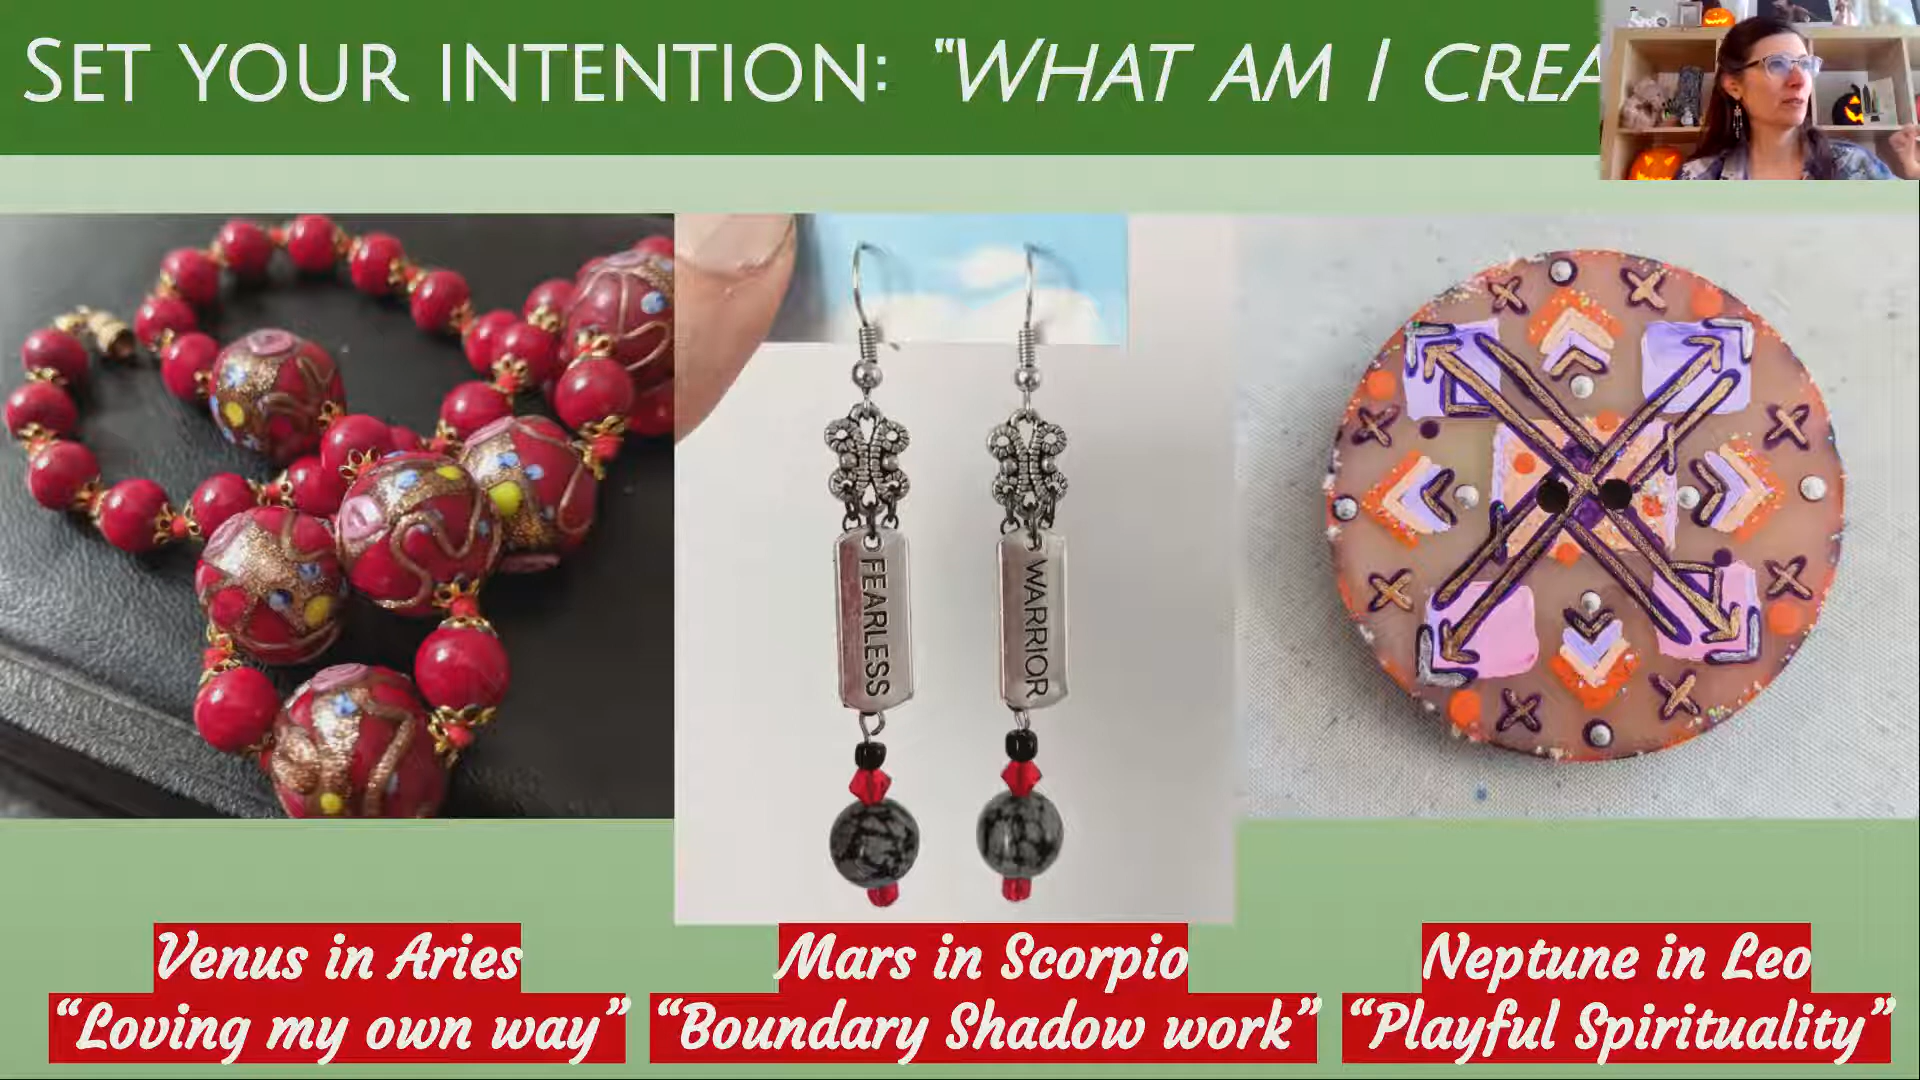 SET YOUR INTENTION: "WHAT AM I CREA
FEARLESS
WARRIOR
Venus in Aries
"Loving my own way"
Mars in Scorpio
"Boundary Shadow work"
Neptune in Leo
"Playful Spirituality"